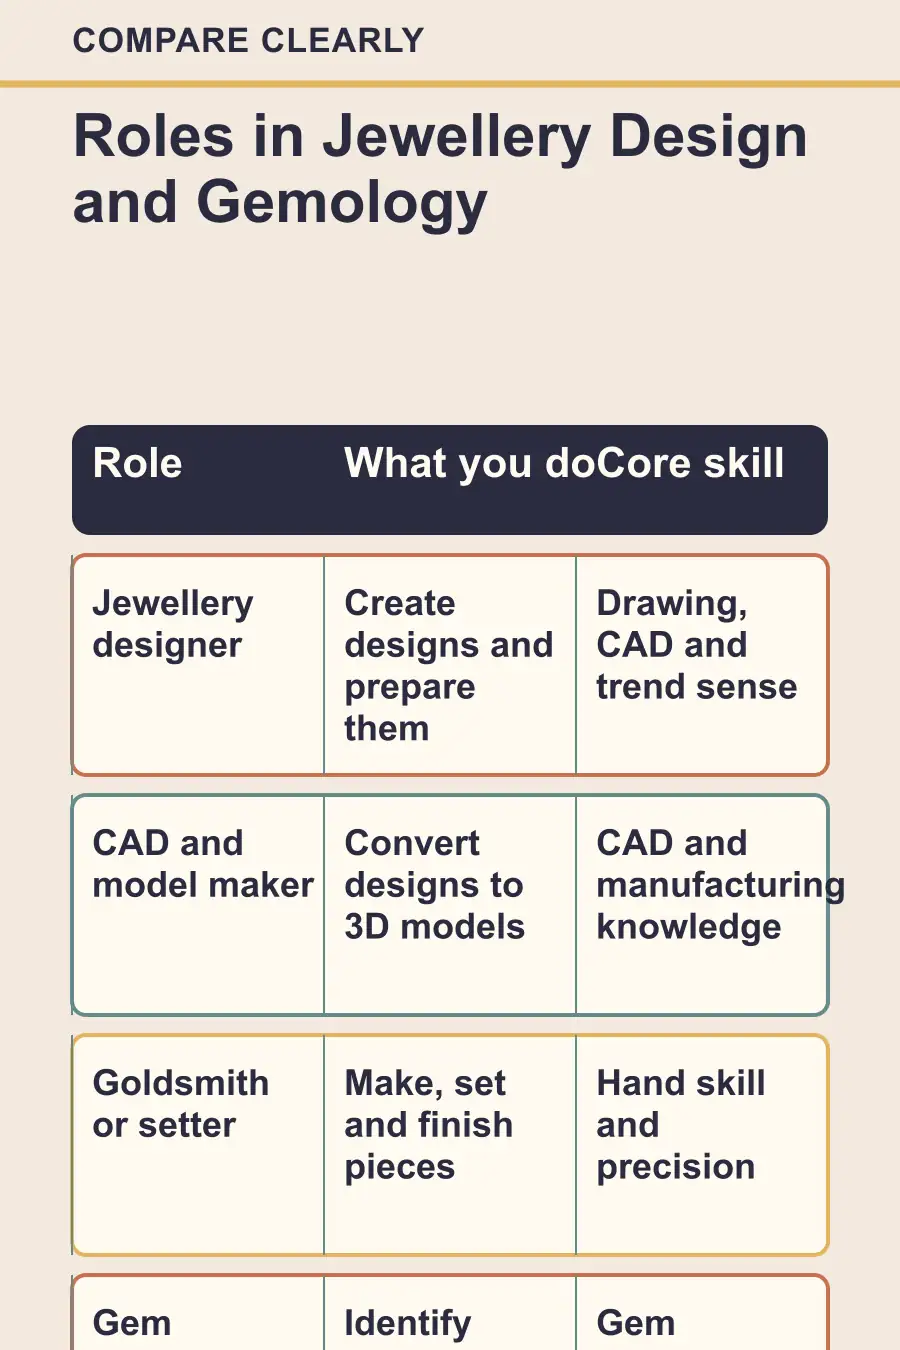 COMPARE CLEARLY
Roles in Jewellery Design
and Gemology
Role
What you do
Core skill
Jewellery
designer
Create
designs and
prepare
them
Drawing,
CAD and
trend sense
CAD and
model maker
Convert
designs to
3D models
CAD and
manufacturing
knowledge
Goldsmith
or setter
Make, set
and finish
pieces
Hand skill
and
precision
Gem
Identify
Gem